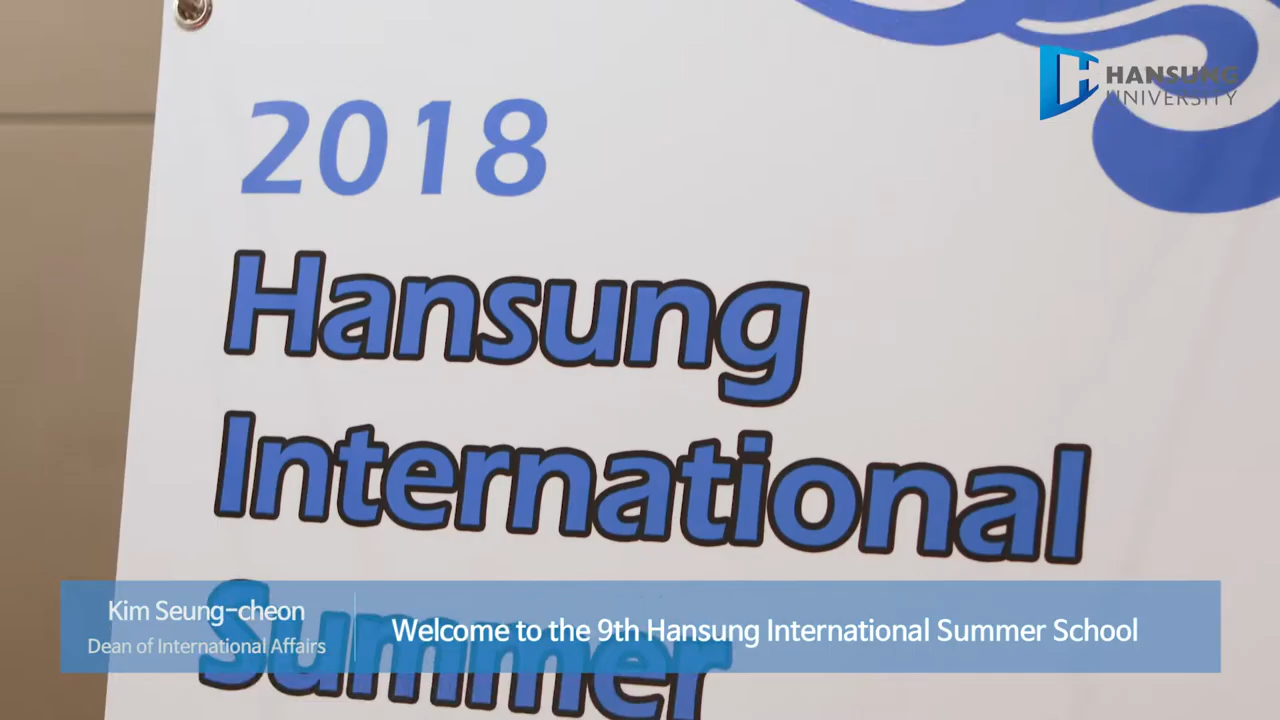 HANSUNG
UNIVERSITY
2018
Hansung
International
Summer
Kim Seung-cheon
Dean of International Affairs
Welcome to the 9th Hansung International Summer School